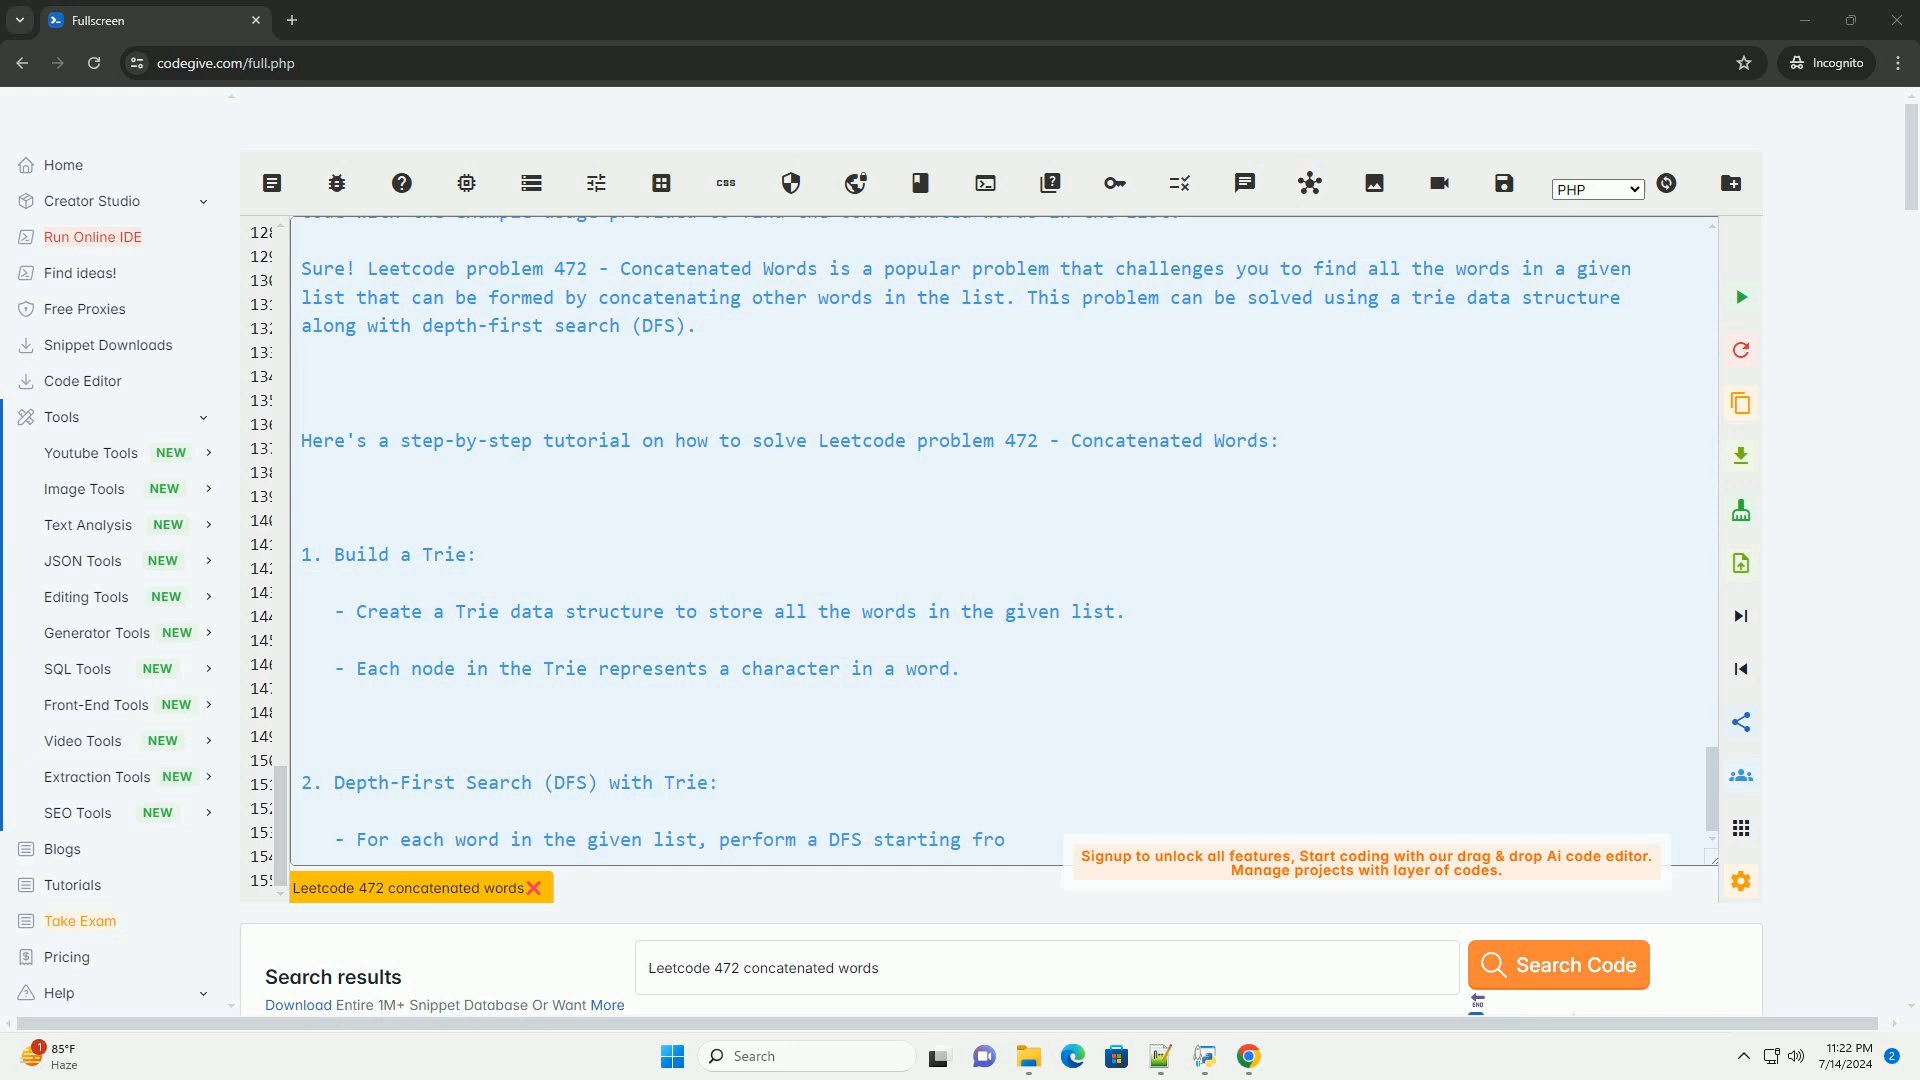 Fullscreen
codegive.com/full.php
Incognito
Home
Creator Studio
Run Online IDE
Find ideas!
Free Proxies
Snippet Downloads
Code Editor
Tools
Youtube Tools NEW
Image Tools NEW
Text Analysis NEW
JSON Tools NEW
Editing Tools NEW
Generator Tools NEW
SQL Tools NEW
Front-End Tools NEW
Video Tools NEW
Extraction Tools NEW
SEO Tools NEW
Blogs
Tutorials
Take Exam
Pricing
Help
css
PHP
Sure! Leetcode problem 472 - Concatenated Words is a popular problem that challenges you to find all the words in a given
list that can be formed by concatenating other words in the list. This problem can be solved using a trie data structure
along with depth-first search (DFS).
Here's a step-by-step tutorial on how to solve Leetcode problem 472 - Concatenated Words:
1. Build a Trie:
- Create a Trie data structure to store all the words in the given list.
- Each node in the Trie represents a character in a word.
2. Depth-First Search (DFS) with Trie:
- For each word in the given list, perform a DFS starting fro
Signup to unlock all features, Start coding with our drag & drop Ai code editor.
Manage projects with layer of codes.
Leetcode 472 concatenated words
Search results
Leetcode 472 concatenated words
Search Code
Download Entire 1M+ Snippet Database Or Want More
END
1
85°F
Haze
Search
11:22 PM
7/14/2024
2